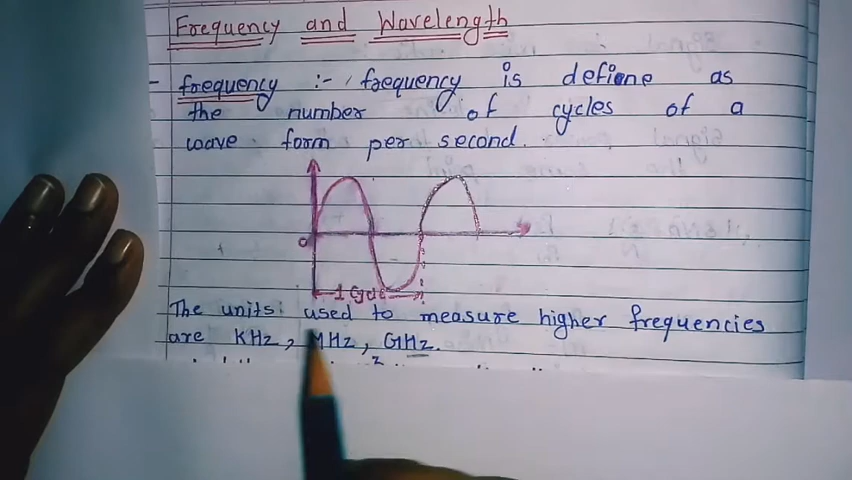 Frequency and Wavelength
- frequency :- frequency is define as
the number of cycles of a
wave form per second.
0
1 Cycle
The units used to measure higher frequencies
are KHz, MHz, GHz.